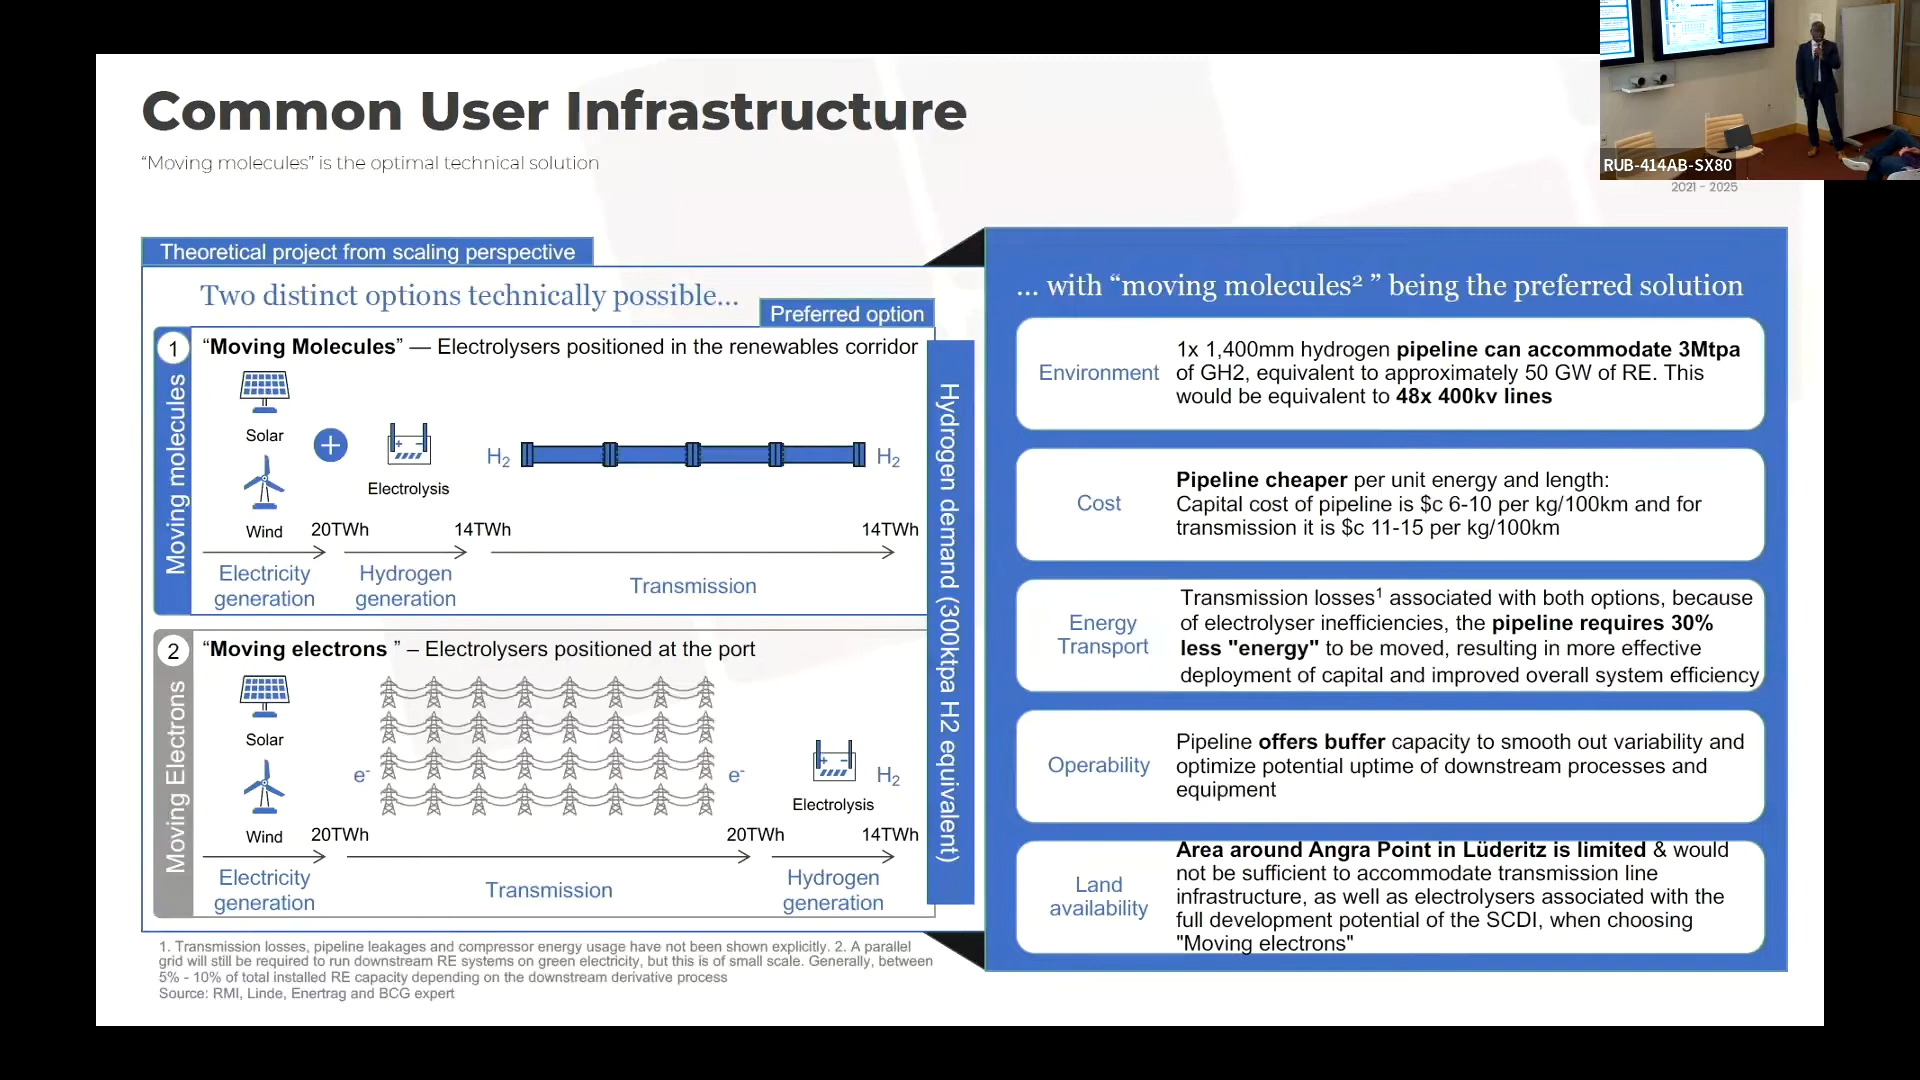 Common User Infrastructure
“Moving molecules” is the optimal technical solution
RUB-414AB-SX80
2021 - 2025
Theoretical project from scaling perspective
Two distinct options technically possible...
Preferred option
1
“Moving Molecules” — Electrolysers positioned in the renewables corridor
Moving molecules
Solar
+
Electrolysis
H2
H2
Wind
20TWh
14TWh
14TWh
Electricity
generation
Hydrogen
generation
Transmission
2
“Moving electrons ” – Electrolysers positioned at the port
Moving Electrons
Solar
e-
e-
Electrolysis
H2
Wind
20TWh
20TWh
14TWh
Electricity
generation
Transmission
Hydrogen
generation
Hydrogen demand (300ktpa H2 equivalent)
1. Transmission losses, pipeline leakages and compressor energy usage have not been shown explicitly. 2. A parallel
grid will still be required to run downstream RE systems on green electricity, but this is of small scale. Generally, between
5% - 10% of total installed RE capacity depending on the downstream derivative process
Source: RMI, Linde, Enertrag and BCG expert
... with “moving molecules² ” being the preferred solution
Environment
1x 1,400mm hydrogen pipeline can accommodate 3Mtpa
of GH2, equivalent to approximately 50 GW of RE. This
would be equivalent to 48x 400kv lines
Cost
Pipeline cheaper per unit energy and length:
Capital cost of pipeline is $c 6-10 per kg/100km and for
transmission it is $c 11-15 per kg/100km
Energy
Transport
Transmission losses¹ associated with both options, because
of electrolyser inefficiencies, the pipeline requires 30%
less "energy" to be moved, resulting in more effective
deployment of capital and improved overall system efficiency
Operability
Pipeline offers buffer capacity to smooth out variability and
optimize potential uptime of downstream processes and
equipment
Land
availability
Area around Angra Point in Lüderitz is limited & would
not be sufficient to accommodate transmission line
infrastructure, as well as electrolysers associated with the
full development potential of the SCDI, when choosing
"Moving electrons"